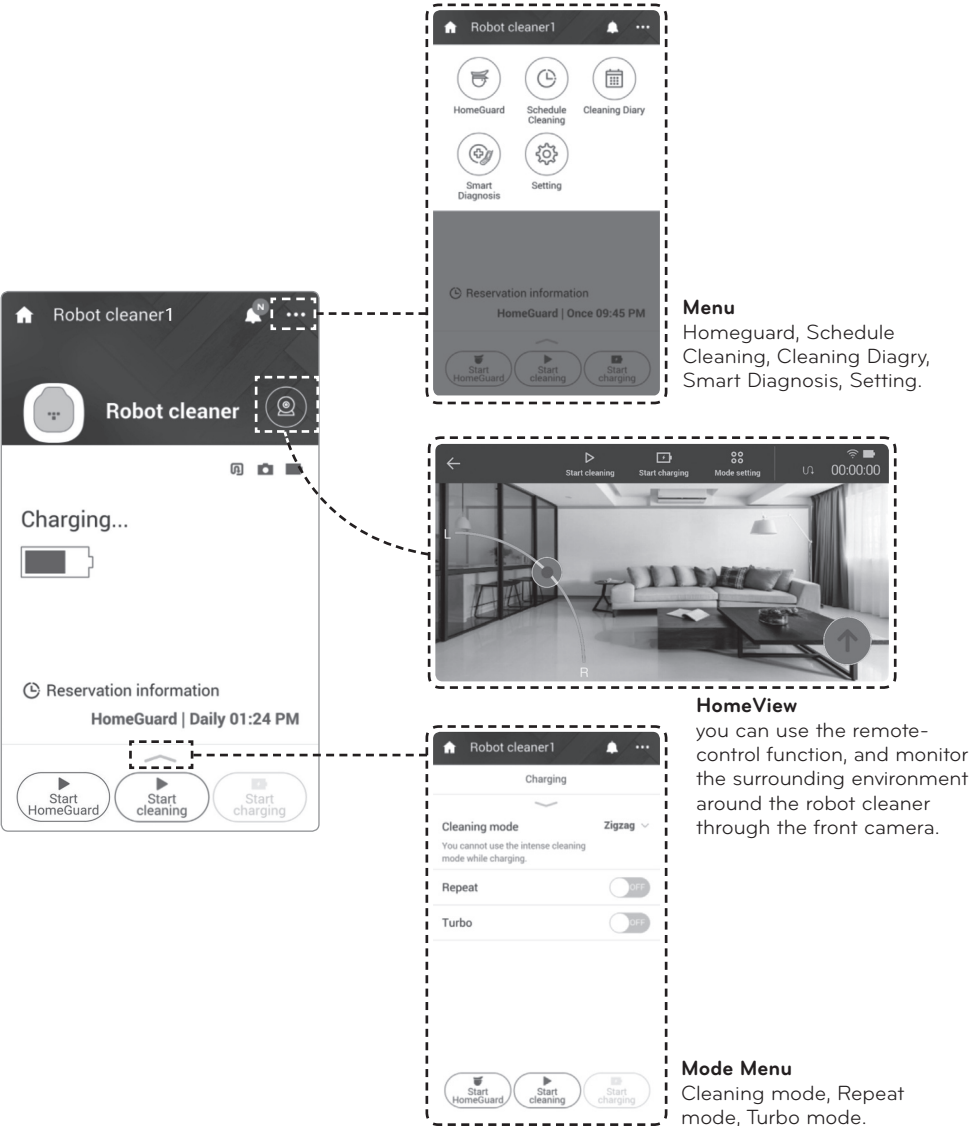 Robot cleaner1
HomeGuard
Schedule
Cleaning
Cleaning Diary
Smart
Diagnosis
Setting
Reservation information
HomeGuard | Once 09:45 PM
Start
HomeGuard
Start
cleaning
Start
charging
Menu
Homeguard, Schedule
Cleaning, Cleaning Diagry,
Smart Diagnosis, Setting.
Robot cleaner1
N
Robot cleaner
Charging...
Reservation information
HomeGuard | Daily 01:24 PM
Start
HomeGuard
Start
cleaning
Start
charging
Start cleaning
Start charging
Mode setting
00:00:00
L
R
HomeView
you can use the remote-
control function, and monitor
the surrounding environment
around the robot cleaner
through the front camera.
Robot cleaner1
Charging
Cleaning mode
Zigzag
You cannot use the intense cleaning
mode while charging.
Repeat
OFF
Turbo
OFF
Start
HomeGuard
Start
cleaning
Start
charging
Mode Menu
Cleaning mode, Repeat
mode, Turbo mode.